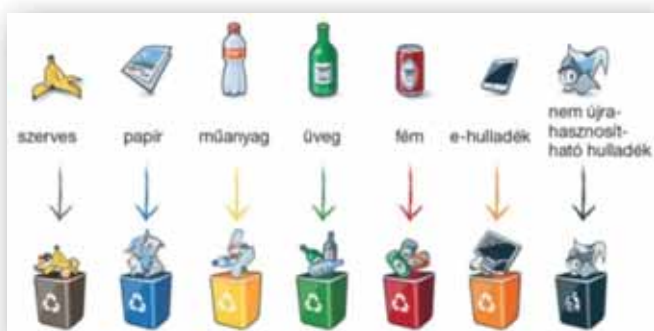 szerves
papír
műanyag
üveg
fém
e-hulladék
nem újra-
hasznosít-
ható hulladék